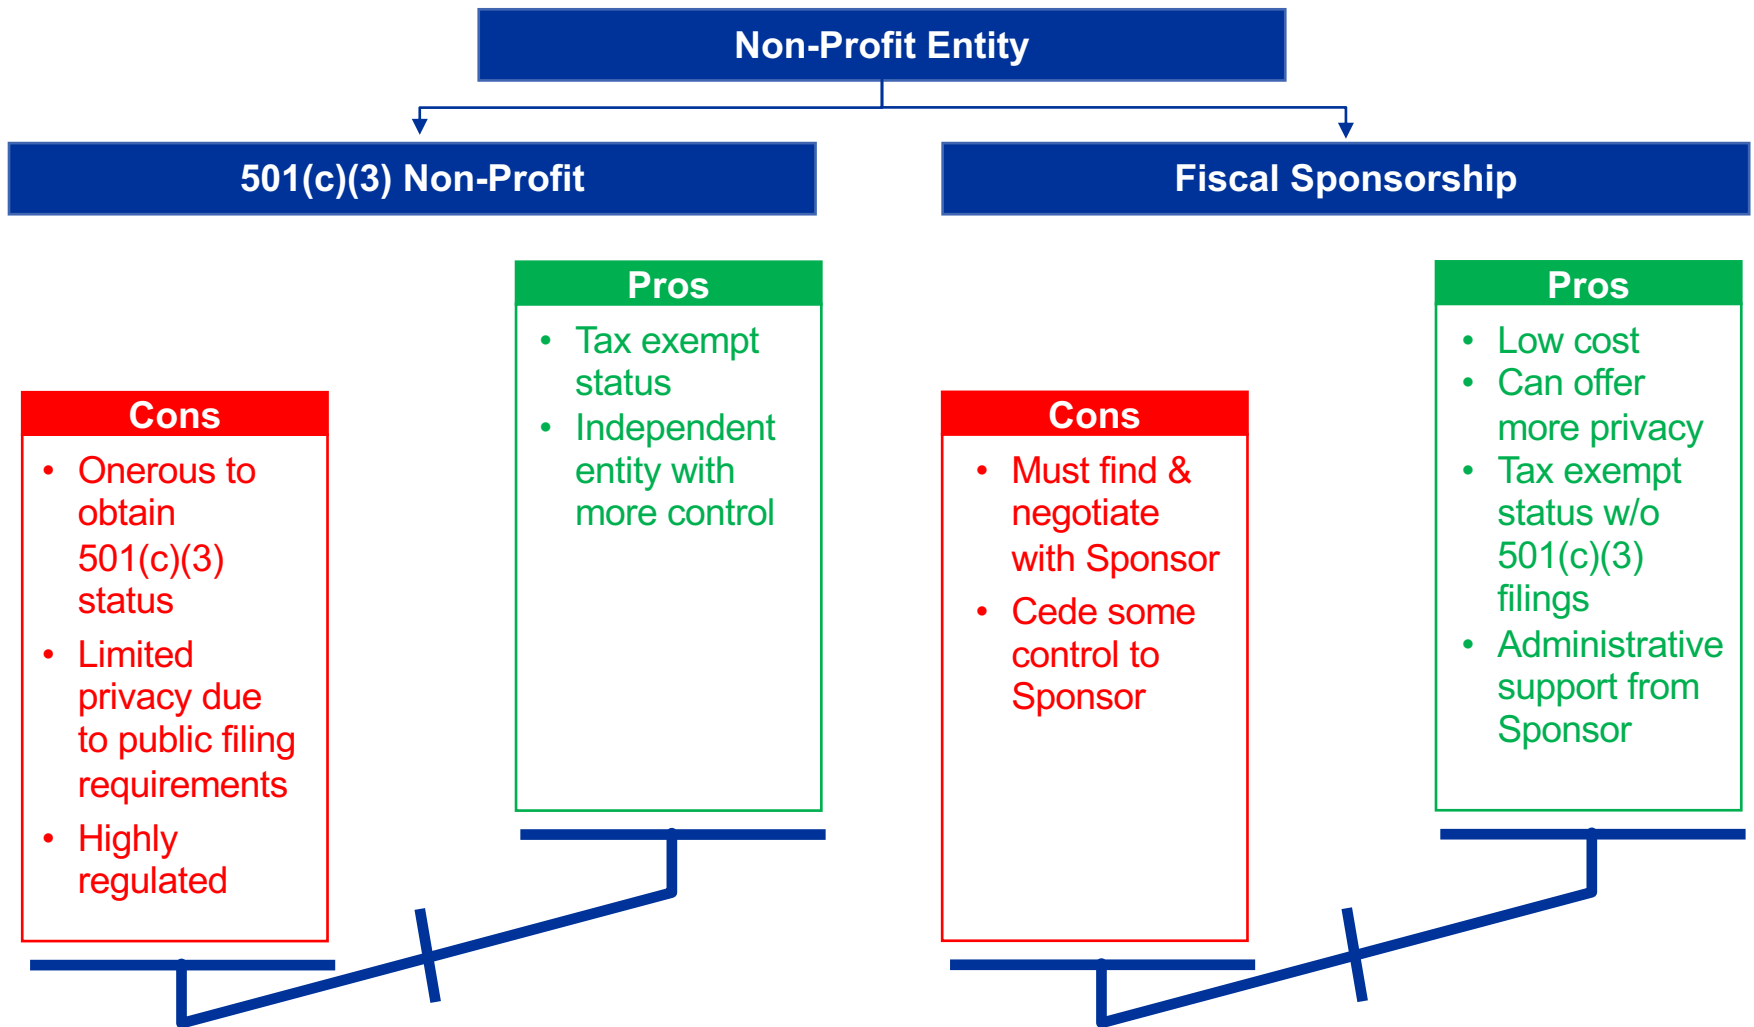 Non-Profit Entity
501(c)(3) Non-Profit
Cons
• Onerous to
obtain
501(c)(3)
status
• Limited
privacy due
to public filing
requirements
• Highly
regulated
Pros
• Tax exempt
status
• Independent
entity with
more control
Fiscal Sponsorship
Cons
• Must find &
negotiate
with Sponsor
• Cede some
control to
Sponsor
Pros
• Low cost
• Can offer
more privacy
• Tax exempt
status w/o
501(c)(3)
filings
• Administrative
support from
Sponsor